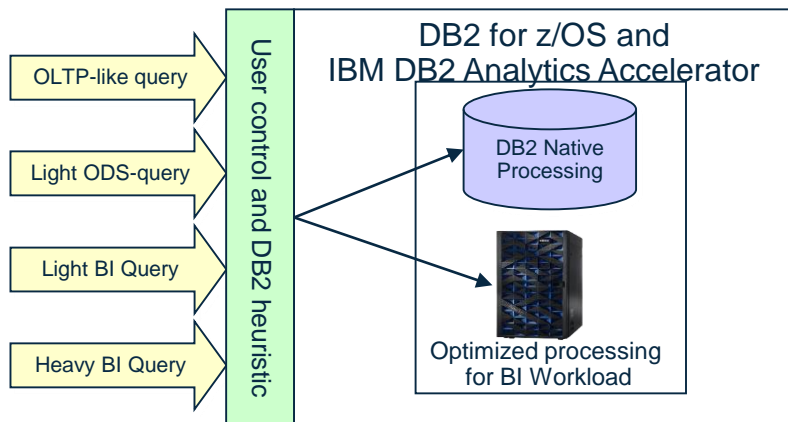 OLTP-like query
Light ODS-query
Light BI Query
Heavy BI Query
User control and DB2 heuristic
DB2 for z/OS and
IBM DB2 Analytics Accelerator
DB2 Native
Processing
Optimized processing
for BI Workload